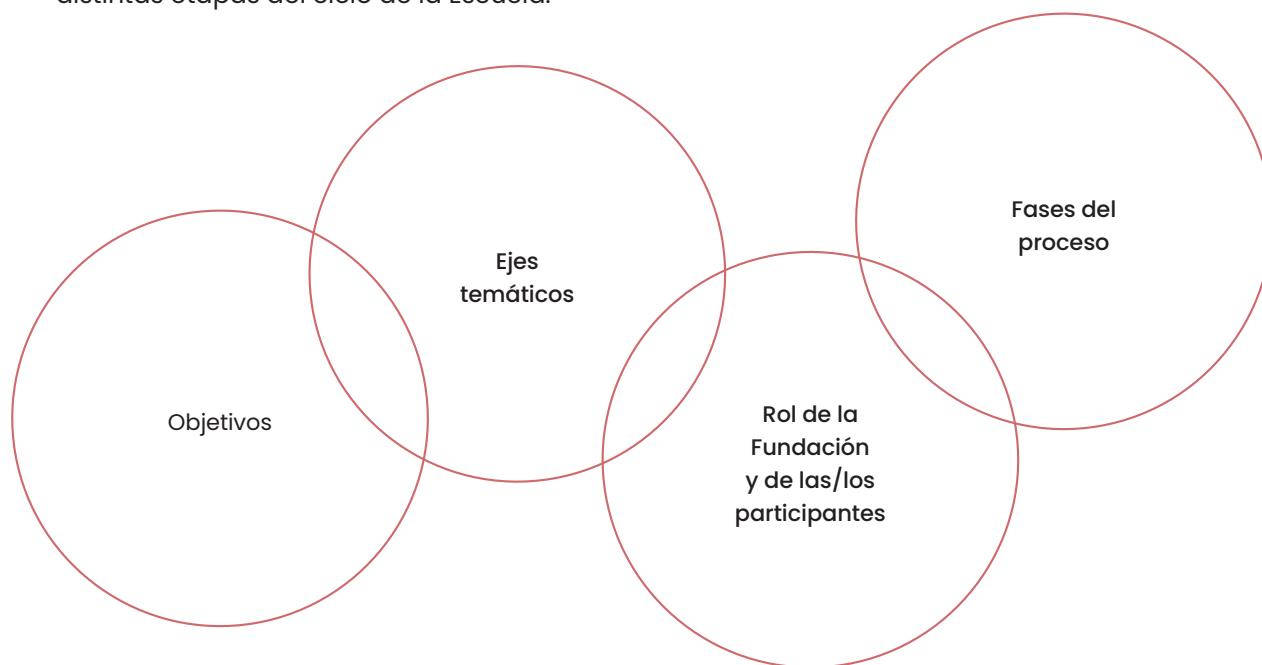 distintas etapas del ciclo de la Escuela.
Objetivos
Ejes
temáticos
Rol de la
Fundación
y de las/los
participantes
Fases del
proceso